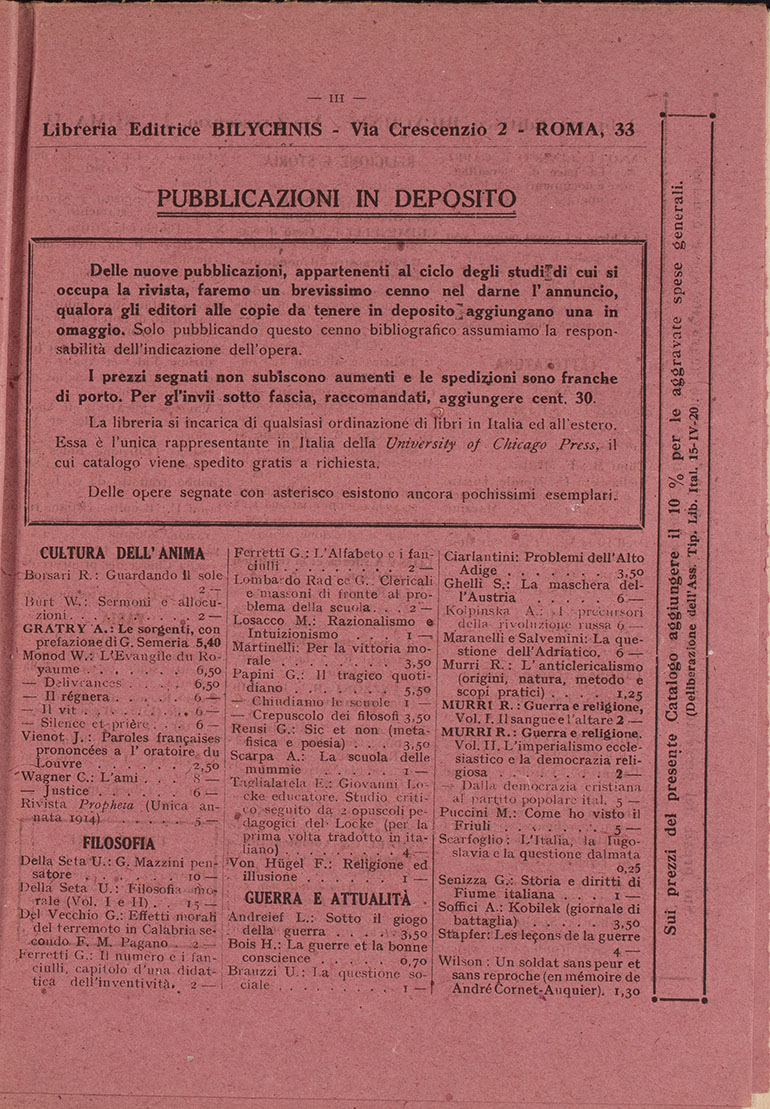 — III —
Libreria Editrice BILYCHNIS - Via Crescenzio 2 - ROMA, 33
PUBBLICAZIONI IN DEPOSITO
Delle nuove pubblicazioni, appartenenti al ciclo degli studi di cui si
occupa la rivista, faremo un brevissimo cenno nel darne l'annuncio,
qualora gli editori alle copie da tenere in deposito aggiungano una in
omaggio. Solo pubblicando questo cenno bibliografico assumiamo la respon-
sabilità dell'indicazione dell'opera.
I prezzi segnati non subiscono aumenti e le spedizioni sono franche
di porto. Per gl'invii sotto fascia, raccomandati, aggiungere cent. 30.
La libreria si incarica di qualsiasi ordinazione di libri in Italia ed all'estero.
Essa è l'unica rappresentante in Italia della University of Chicago Press, il
cui catalogo viene spedito gratis a richiesta.
Delle opere segnate con asterisco esistono ancora pochissimi esemplari.
CULTURA DELL'ANIMA
Borsari R.: Guardando il sole
2 —
Burt W.: Sermoni e allocu-
zioni . . . . . . . 2 —
GRATRY A.: Le sorgenti, con
prefazione di G. Semeria 5,40
Monod W.: L'Evangile du Ro-
yaume . . . . . . 6,50
— Délivrances . . . . 6,50
— Il régnera . . . . . 6 —
— Il vit . . . . . . . 6 —
— Silence et prière . . . 6 —
Vienot J.: Paroles françaises
prononcées a l'oratoire du
Louvre . . . . . . 2,50
Wagner C.: L'ami . . . 8 —
— Justice . . . . . . 6 —
Rivista Propheta (Unica an-
nata 1914) . . . . . 5 —
FILOSOFIA
Della Seta U.: G. Mazzini pen-
satore . . . . . . 10 —
Della Seta U.: Filosofia mo-
rale (Vol. I e II) . . 15 —
Del Vecchio G.: Effetti morali
del terremoto in Calabria se-
condo F. M. Pagano . 2 —
Ferretti G.: Il numero e i fan-
ciulli, capitolo d'una didat-
tica dell'inventività. 2 —
Ferretti G.: L'Alfabeto e i fan-
ciulli . . . . . . . 2 —
Lombardo Radice G.: Clericali
e massoni di fronte al pro-
blema della scuola. . . 2 —
Losacco M.: Razionalismo e
Intuizionismo . . . . 1 —
Martinelli: Per la vittoria mo-
rale . . . . . . . 3,50
Papini G.: Il tragico quoti-
diano . . . . . . 5,50
— Chiudiamo le scuole 1 —
— Crepuscolo dei filosofi 3,50
Rensi G.: Sic et non (meta-
fisica e poesia) . . . 3,50
Scarpa A.: La scuola delle
mummie . . . . . 1 —
Taglialatela E.: Giovanni Lo-
cke educatore. Studio criti-
co seguito da 2 opuscoli pe-
dagogici del Locke (per la
prima volta tradotto in ita-
liano) . . . . . . . 4 —
Von Hügel F.: Religione ed
illusione . . . . . . 1 —
GUERRA E ATTUALITÀ
Andreief L.: Sotto il giogo
della guerra . . . . 3,50
Bois H.: La guerre et la bonne
conscience . . . . . 0,70
Brauzzi U.: La questione so-
ciale . . . . . . . . 1 —
Ciarlantini: Problemi dell'Alto
Adige . . . . . . . 3,50
Ghelli S.: La maschera del-
l'Austria . . . . . . 6 —
Kolpinska A.: I precursori
della rivoluzione russa 6 —
Maranelli e Salvemini: La que-
stione dell'Adriatico. 6 —
Murri R.: L'anticlericalismo
(origini, natura, metodo e
scopi pratici) . . . . 1,25
MURRI R.: Guerra e religione,
Vol. I. Il sangue e l'altare 2 —
MURRI R.: Guerra e religione.
Vol. II. L'imperialismo eccle-
siastico e la democrazia reli-
giosa . . . . . . . 2 —
— Dalla democrazia cristiana
al partito popolare ital. 5 —
Puccini M.: Come ho visto il
Friuli . . . . . . . 5 —
Scarfoglio: L'Italia, la Iugo-
slavia e la questione dalmata
0,25
Senizza G.: Storia e diritti di
Fiume italiana . . . 1 —
Soffici A.: Kobilek (giornale di
battaglia) . . . . . 3,50
Stapfer: Les leçons de la guerre
4 —
Wilson: Un soldat sans peur et
sans reproche (en mémoire de
André Cornet-Auquier). 1,30
Sui prezzi del presente Catalogo aggiungere il 10 % per le aggravate spese generali.
(Deliberazione dell'Ass. Tip. Lib. Ital. 15-IV-20.